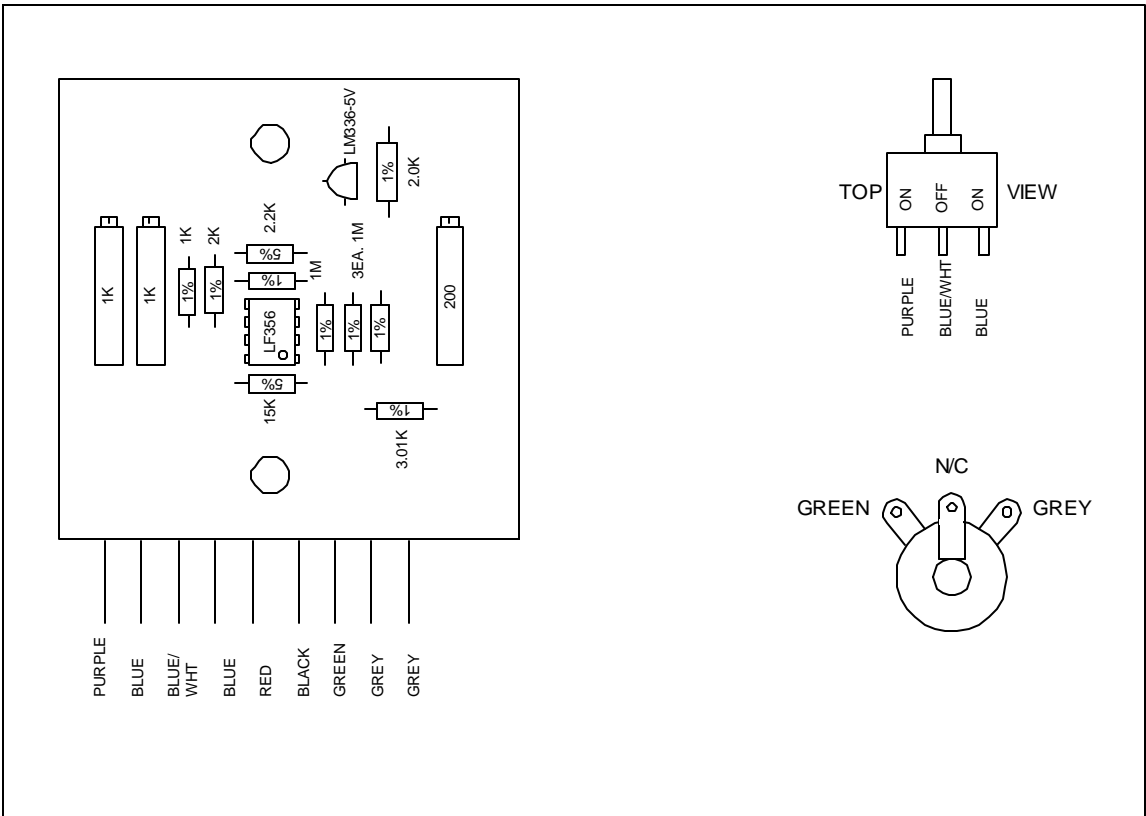 LM336-5V
1%
2.0K
1K
1K
1K
1%
2K
1%
2.2K
5%
1%
1M
3EA. 1M
LF356
1%
1%
1%
200
5%
15K
1%
3.01K
PURPLE
BLUE
BLUE/
WHT
BLUE
RED
BLACK
GREEN
GREY
GREY
TOP
ON
OFF
ON
VIEW
PURPLE
BLUE/WHT
BLUE
N/C
GREEN
GREY